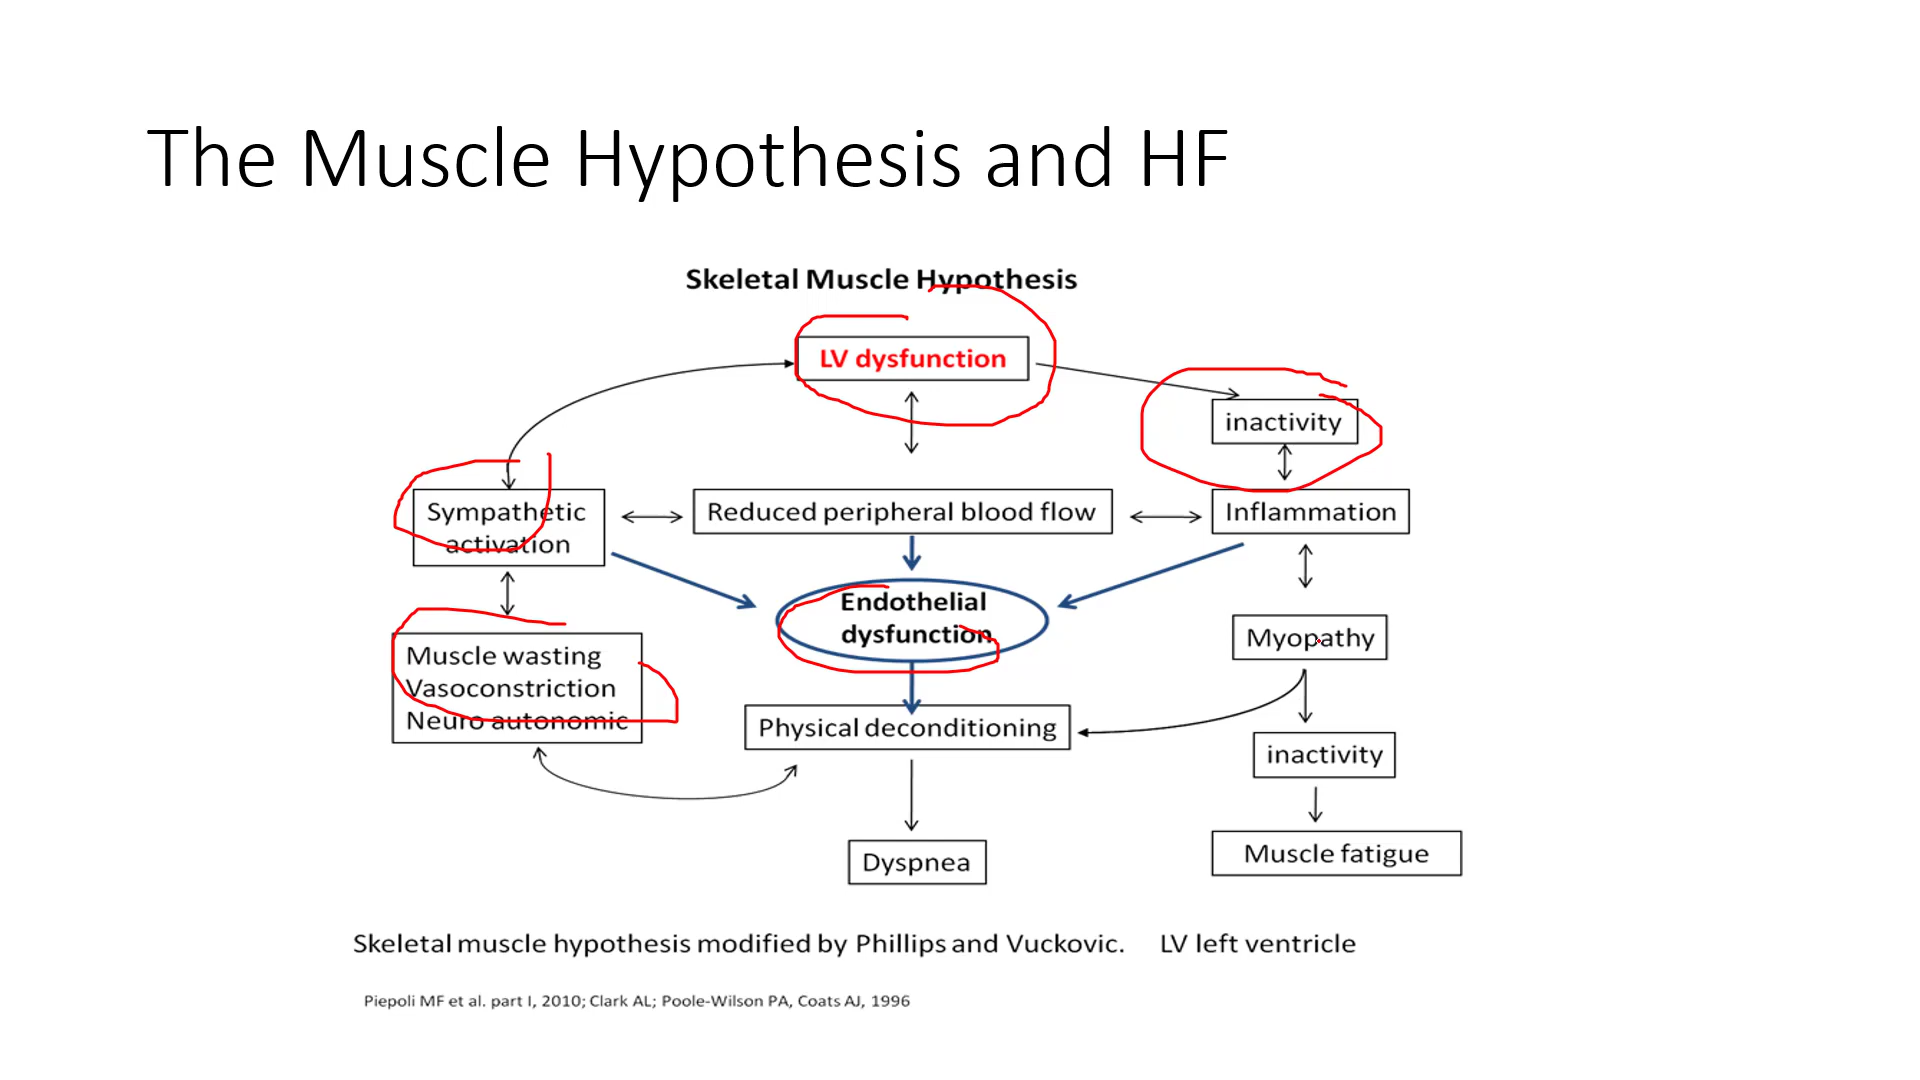 The Muscle Hypothesis and HF
Skeletal Muscle Hypothesis
LV dysfunction
inactivity
Sympathetic
activation
Reduced peripheral blood flow
Inflammation
Endothelial
dysfunction
Muscle wasting
Vasoconstriction
Neuro autonomic
Myopathy
Physical deconditioning
inactivity
Dyspnea
Muscle fatigue
Skeletal muscle hypothesis modified by Phillips and Vuckovic. LV left ventricle
Piepoli MF et al. part I, 2010; Clark AL; Poole-Wilson PA, Coats AJ, 1996